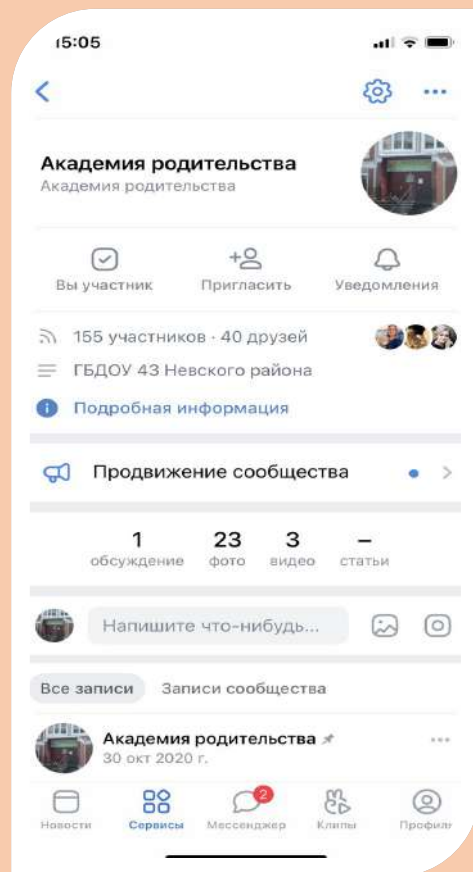 15:05
Академия родительства
Академия родительства
Вы участник Пригласить Уведомления
155 участников · 40 друзей
ГБДОУ 43 Невского района
Подробная информация
Продвижение сообщества
1 23 3 –
обсуждение фото видео статьи
Напишите что-нибудь...
Все записи Записи сообщества
Академия родительства
30 окт 2020 г.
2
Новости Сервисы Мессенджер Клипы Профиль